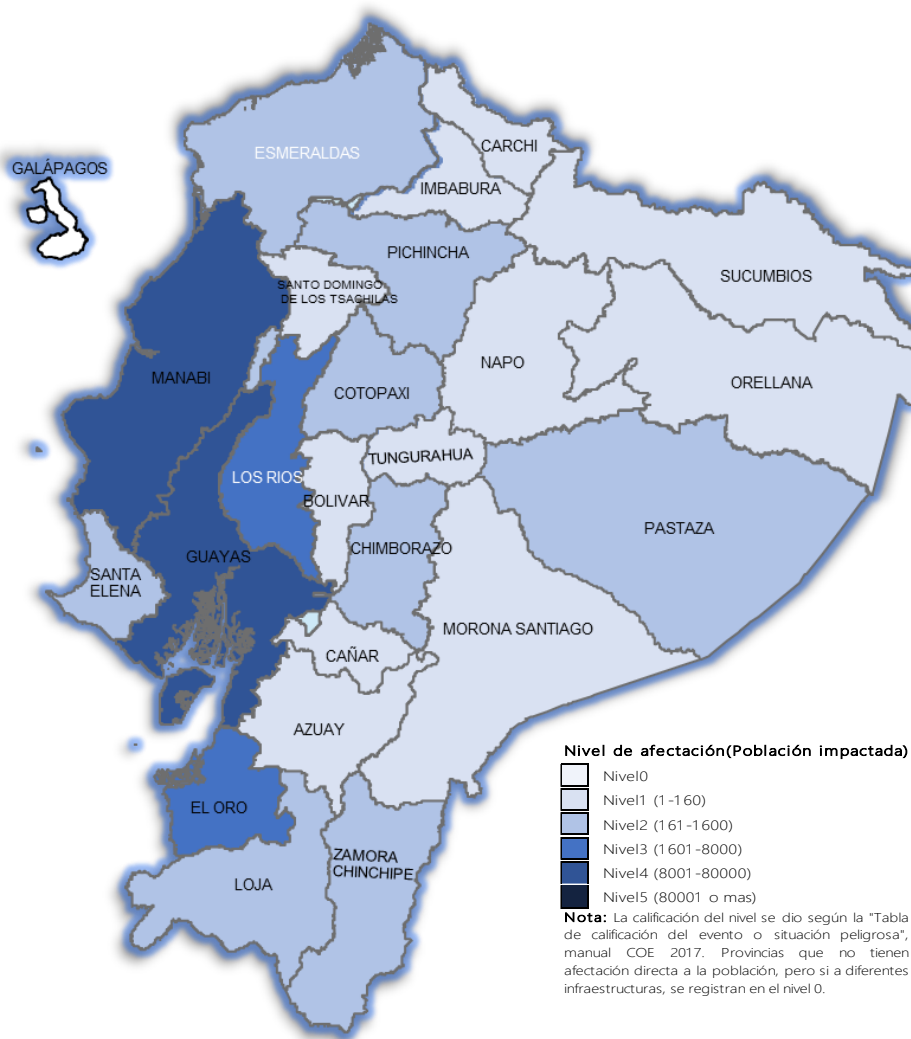 ESMERALDAS
CARCHI
GALÁPAGOS
IMBABURA
PICHINCHA
SUCUMBIOS
SANTO DOMINGO
DE LOS TSACHILAS
NAPO
MANABI
ORELLANA
COTOPAXI
TUNGURAHUA
LOS RIOS
BOLIVAR
PASTAZA
CHIMBORAZO
GUAYAS
SANTA
ELENA
MORONA SANTIAGO
CAÑAR
AZUAY
EL ORO
ZAMORA
CHINCHIPE
LOJA
Nivel de afectación(Población impactada)
Nivel0
Nivel1 (1-160)
Nivel2 (161-1600)
Nivel3 (1601-8000)
Nivel4 (8001-80000)
Nivel5 (80001 o mas)
Nota: La calificación del nivel se dio según la "Tabla
de calificación del evento o situación peligrosa",
manual COE 2017. Provincias que no tienen
afectación directa a la población, pero si a diferentes
infraestructuras, se registran en el nivel 0.